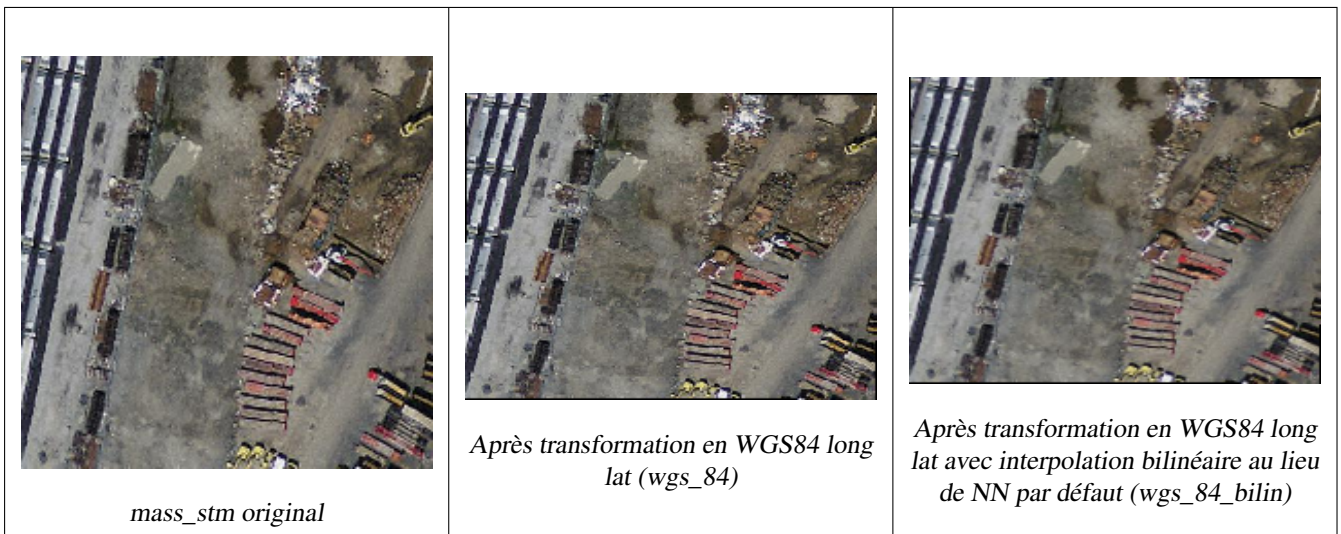 mass_stm original
Après transformation en WGS84 long
lat (wgs_84)
Après transformation en WGS84 long
lat avec interpolation bilinéaire au lieu
de NN par défaut (wgs_84_bilin)